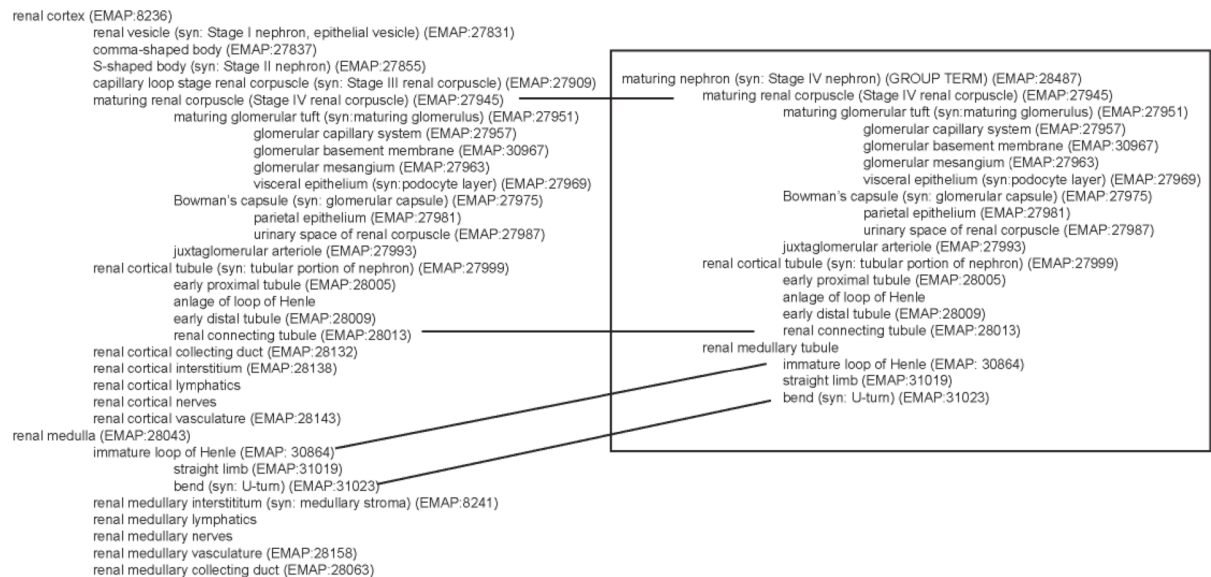 renal cortex (EMAP:8236)
renal vesicle (syn: Stage I nephron, epithelial vesicle) (EMAP:27831)
comma-shaped body (EMAP:27837)
S-shaped body (syn: Stage II nephron) (EMAP:27855)
capillary loop stage renal corpuscle (syn: Stage III renal corpuscle) (EMAP:27909)
maturing renal corpuscle (Stage IV renal corpuscle) (EMAP:27945)
maturing glomerular tuft (syn:maturing glomerulus) (EMAP:27951)
glomerular capillary system (EMAP:27957)
glomerular basement membrane (EMAP:30967)
glomerular mesangium (EMAP:27963)
visceral epithelium (syn:podocyte layer) (EMAP:27969)
Bowman's capsule (syn: glomerular capsule) (EMAP:27975)
parietal epithelium (EMAP:27981)
urinary space of renal corpuscle (EMAP:27987)
juxtaglomerular arteriole (EMAP:27993)
renal cortical tubule (syn: tubular portion of nephron) (EMAP:27999)
early proximal tubule (EMAP:28005)
anlage of loop of Henle
early distal tubule (EMAP:28009)
renal connecting tubule (EMAP:28013)
renal cortical collecting duct (EMAP:28132)
renal cortical interstitium (EMAP:28138)
renal cortical lymphatics
renal cortical nerves
renal cortical vasculature (EMAP:28143)
renal medulla (EMAP:28043)
immature loop of Henle (EMAP: 30864)
straight limb (EMAP:31019)
bend (syn: U-turn) (EMAP:31023)
renal medullary interstititum (syn: medullary stroma) (EMAP:8241)
renal medullary lymphatics
renal medullary nerves
renal medullary vasculature (EMAP:28158)
renal medullary collecting duct (EMAP:28063)
maturing nephron (syn: Stage IV nephron) (GROUP TERM) (EMAP:28487)
maturing renal corpuscle (Stage IV renal corpuscle) (EMAP:27945)
maturing glomerular tuft (syn:maturing glomerulus) (EMAP:27951)
glomerular capillary system (EMAP:27957)
glomerular basement membrane (EMAP:30967)
glomerular mesangium (EMAP:27963)
visceral epithelium (syn:podocyte layer) (EMAP:27969)
Bowman's capsule (syn: glomerular capsule) (EMAP:27975)
parietal epithelium (EMAP:27981)
urinary space of renal corpuscle (EMAP:27987)
juxtaglomerular arteriole (EMAP:27993)
renal cortical tubule (syn: tubular portion of nephron) (EMAP:27999)
early proximal tubule (EMAP:28005)
anlage of loop of Henle
early distal tubule (EMAP:28009)
renal connecting tubule (EMAP:28013)
renal medullary tubule
immature loop of Henle (EMAP: 30864)
straight limb (EMAP:31019)
bend (syn: U-turn) (EMAP:31023)